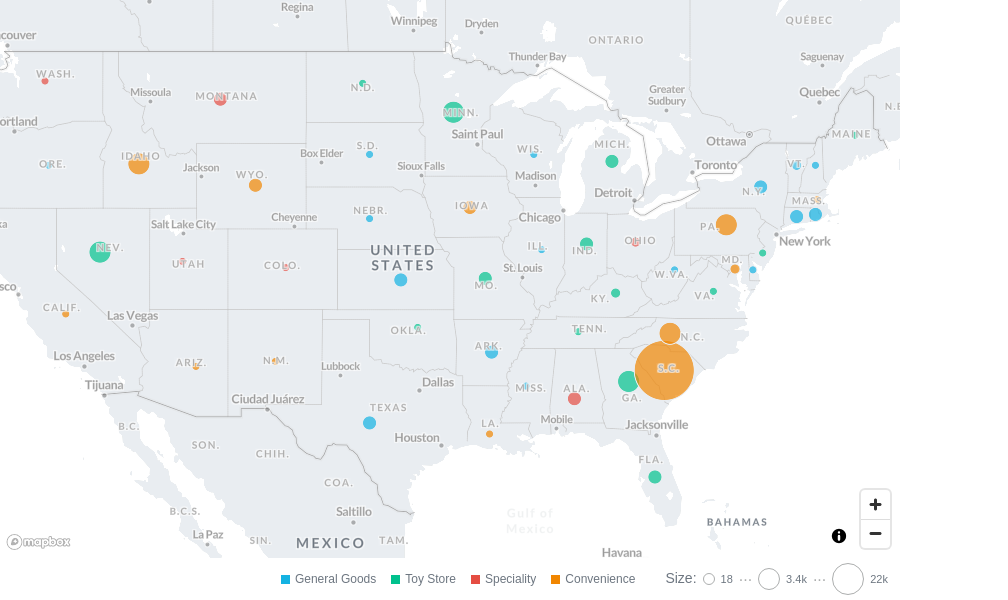 Regina
Winnipeg
Dryden
QUÉBEC
couver
ONTARIO
Thunder Bay
Saguenay
WASH.
Missoula
MONTANA
N.D.
MINN.
Greater
Sudbury
Quebec
N.B
ortland
Saint Paul
Ottawa
MAINE
ORE.
IDAHO
Jackson
WYO.
Box Elder
S.D.
Sioux Falls
WIS.
MICH.
Toronto
VT.
Madison
Detroit
N.Y.
MASS.
Cheyenne
NEBR.
IOWA
Chicago
Salt Lake City
PA.
New York
NEV.
UTAH
COLO.
UNITED
STATES
ILL.
IND.
OHIO
MD.
St. Louis
W.VA.
sco
MO.
KY.
VA.
CALIF.
Las Vegas
OKLA.
TENN.
N.C.
Los Angeles
ARIZ.
N.M.
Lubbock
ARK.
S.C.
Tijuana
Ciudad Juárez
Dallas
MISS.
ALA.
GA.
TEXAS
LA.
Mobile
Jacksonville
B.C.
SON.
CHIH.
Houston
FLA.
COA.
B.C.S.
Saltillo
Gulf of
Mexico
BAHAMAS
La Paz
SIN.
MEXICO
TAM.
Havana
mapbox
General Goods Toy Store Speciality Convenience Size: 18 ··· 3.4k ··· 22k